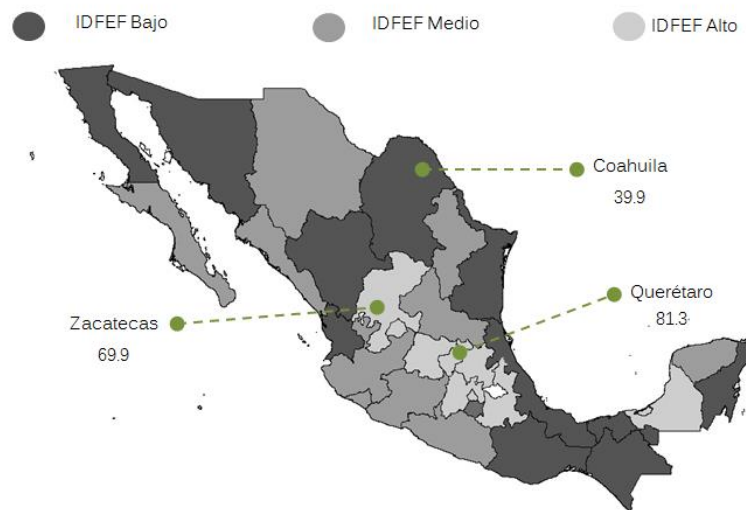 IDFEF Bajo
IDFEF Medio
IDFEF Alto
Coahuila
39.9
Querétaro
81.3
Zacatecas
69.9